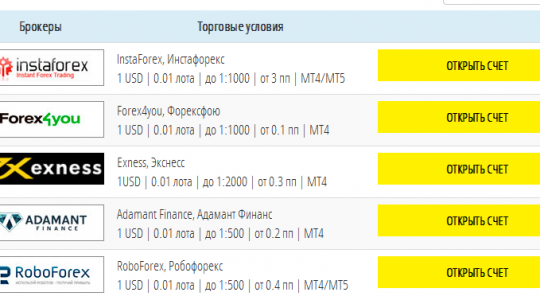 Брокеры
Торговые условия
instaforex
Instant Forex Trading
InstaForex, Инстафорекс
1 USD | 0.01 лота | до 1:1000 | от 3 пп | MT4/MT5
ОТКРЫТЬ СЧЕТ
Forex4you
Forex4you, Форексфою
1 USD | 0.01 лота | до 1:1000 | от 0.1 пп | MT4
ОТКРЫТЬ СЧЕТ
exness
Exness, Экснесс
1USD | 0.01 лота | до 1:2000 | от 0.3 пп | MT4
ОТКРЫТЬ СЧЕТ
ADAMANT
FINANCE
Adamant Finance, Адамант Финанс
1 USD | 0.01 лота | до 1:500 | от 0.2 пп | MT4
ОТКРЫТЬ СЧЕТ
RoboForex
RoboForex, Робофорекс
1 USD | 0.01 лота | до 1:500 | от 0.4 пп | MT4/MT5
ОТКРЫТЬ СЧЕТ